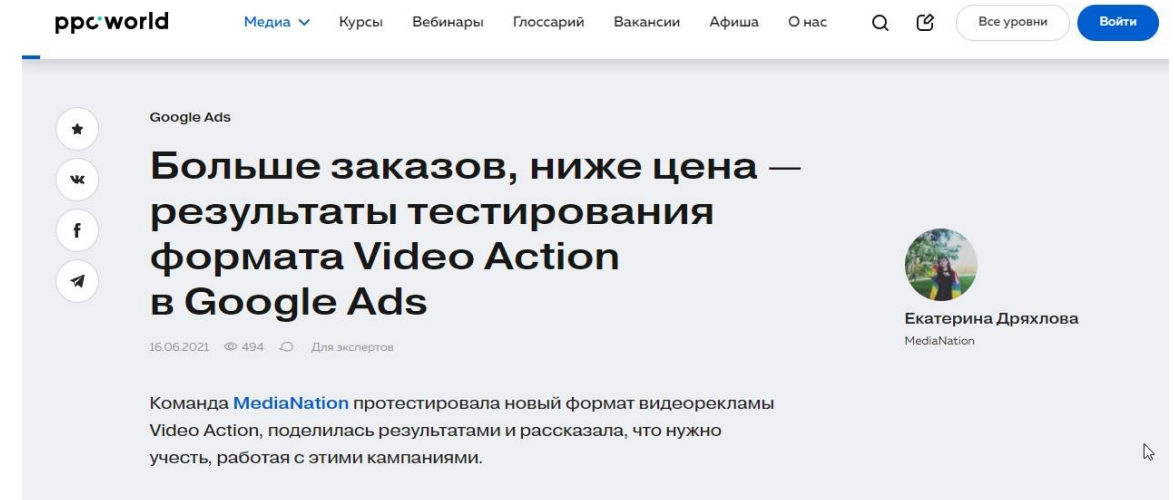 ppc world
Медиа Курсы Вебинары Глоссарий Вакансии Афиша О нас Все уровни Войти
Google Ads
Больше заказов, ниже цена —
результаты тестирования
формата Video Action
в Google Ads
Екатерина Дряхлова
MediaNation
16.06.2021 494 Для экспертов
Команда MediaNation протестировала новый формат видеорекламы
Video Action, поделилась результатами и рассказала, что нужно
учесть, работая с этими кампаниями.